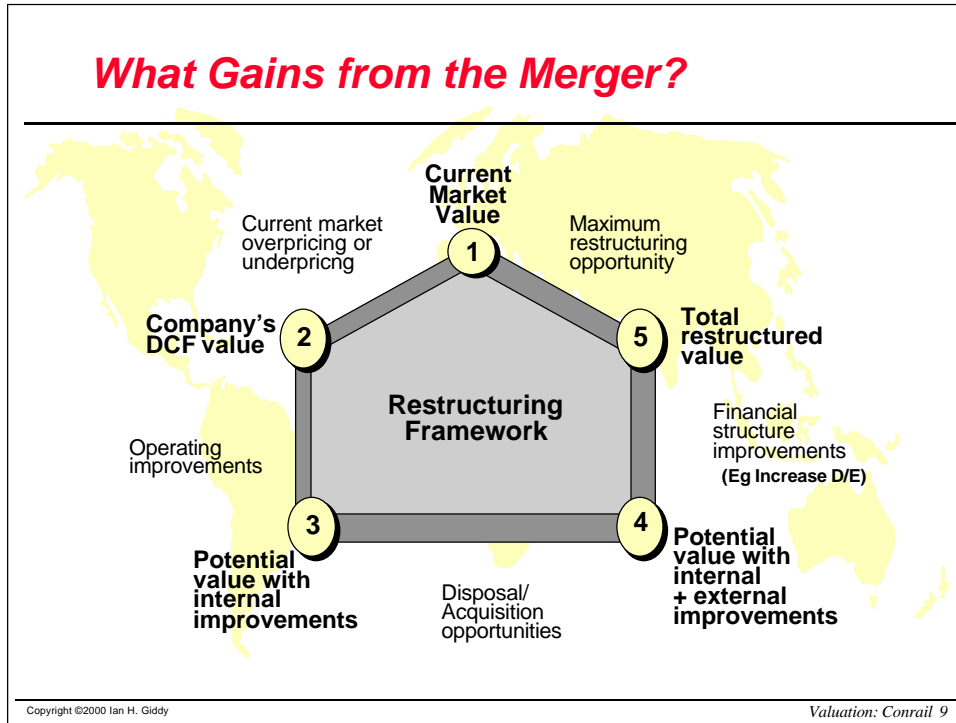 What Gains from the Merger?
Current
Market
Value
Current market
overpricing or
underpricng
Maximum
restructuring
opportunity
1
Company's
DCF value
2
5
Total
restructured
value
Restructuring
Framework
Operating
improvements
Financial
structure
improvements
(Eg Increase D/E)
3
4
Potential
value with
internal
improvements
Disposal/
Acquisition
opportunities
Potential
value with
internal
+ external
improvements
Copyright ©2000 Ian H. Giddy
Valuation: Conrail 9